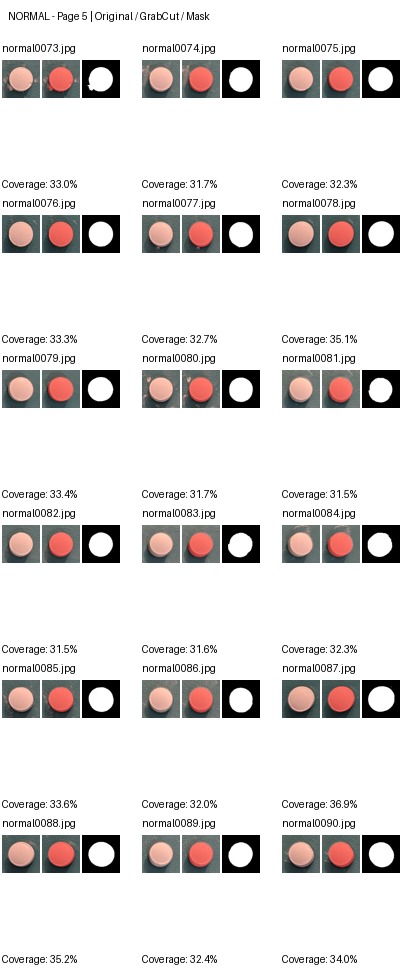 NORMAL - Page 5 | Original / GrabCut / Mask
normal0073.jpg normal0074.jpg normal0075.jpg
Coverage: 33.0% Coverage: 31.7% Coverage: 32.3%
normal0076.jpg normal0077.jpg normal0078.jpg
Coverage: 33.3% Coverage: 32.7% Coverage: 35.1%
normal0079.jpg normal0080.jpg normal0081.jpg
Coverage: 33.4% Coverage: 31.7% Coverage: 31.5%
normal0082.jpg normal0083.jpg normal0084.jpg
Coverage: 31.5% Coverage: 31.6% Coverage: 32.3%
normal0085.jpg normal0086.jpg normal0087.jpg
Coverage: 33.6% Coverage: 32.0% Coverage: 36.9%
normal0088.jpg normal0089.jpg normal0090.jpg
Coverage: 35.2% Coverage: 32.4% Coverage: 34.0%